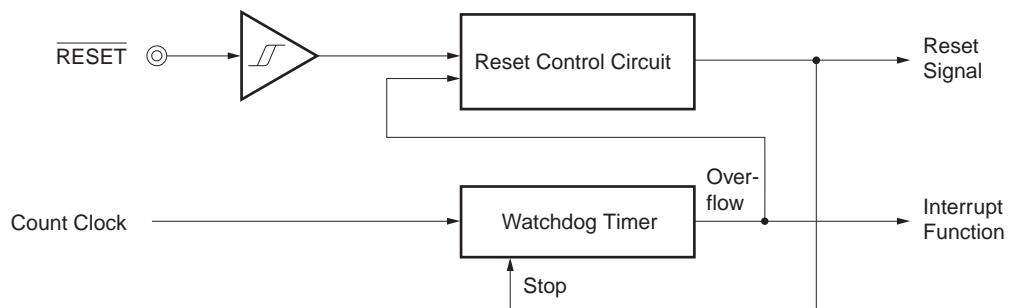 RESET
Reset Control Circuit
Reset
Signal
Over-
flow
Count Clock
Watchdog Timer
Interrupt
Function
Stop